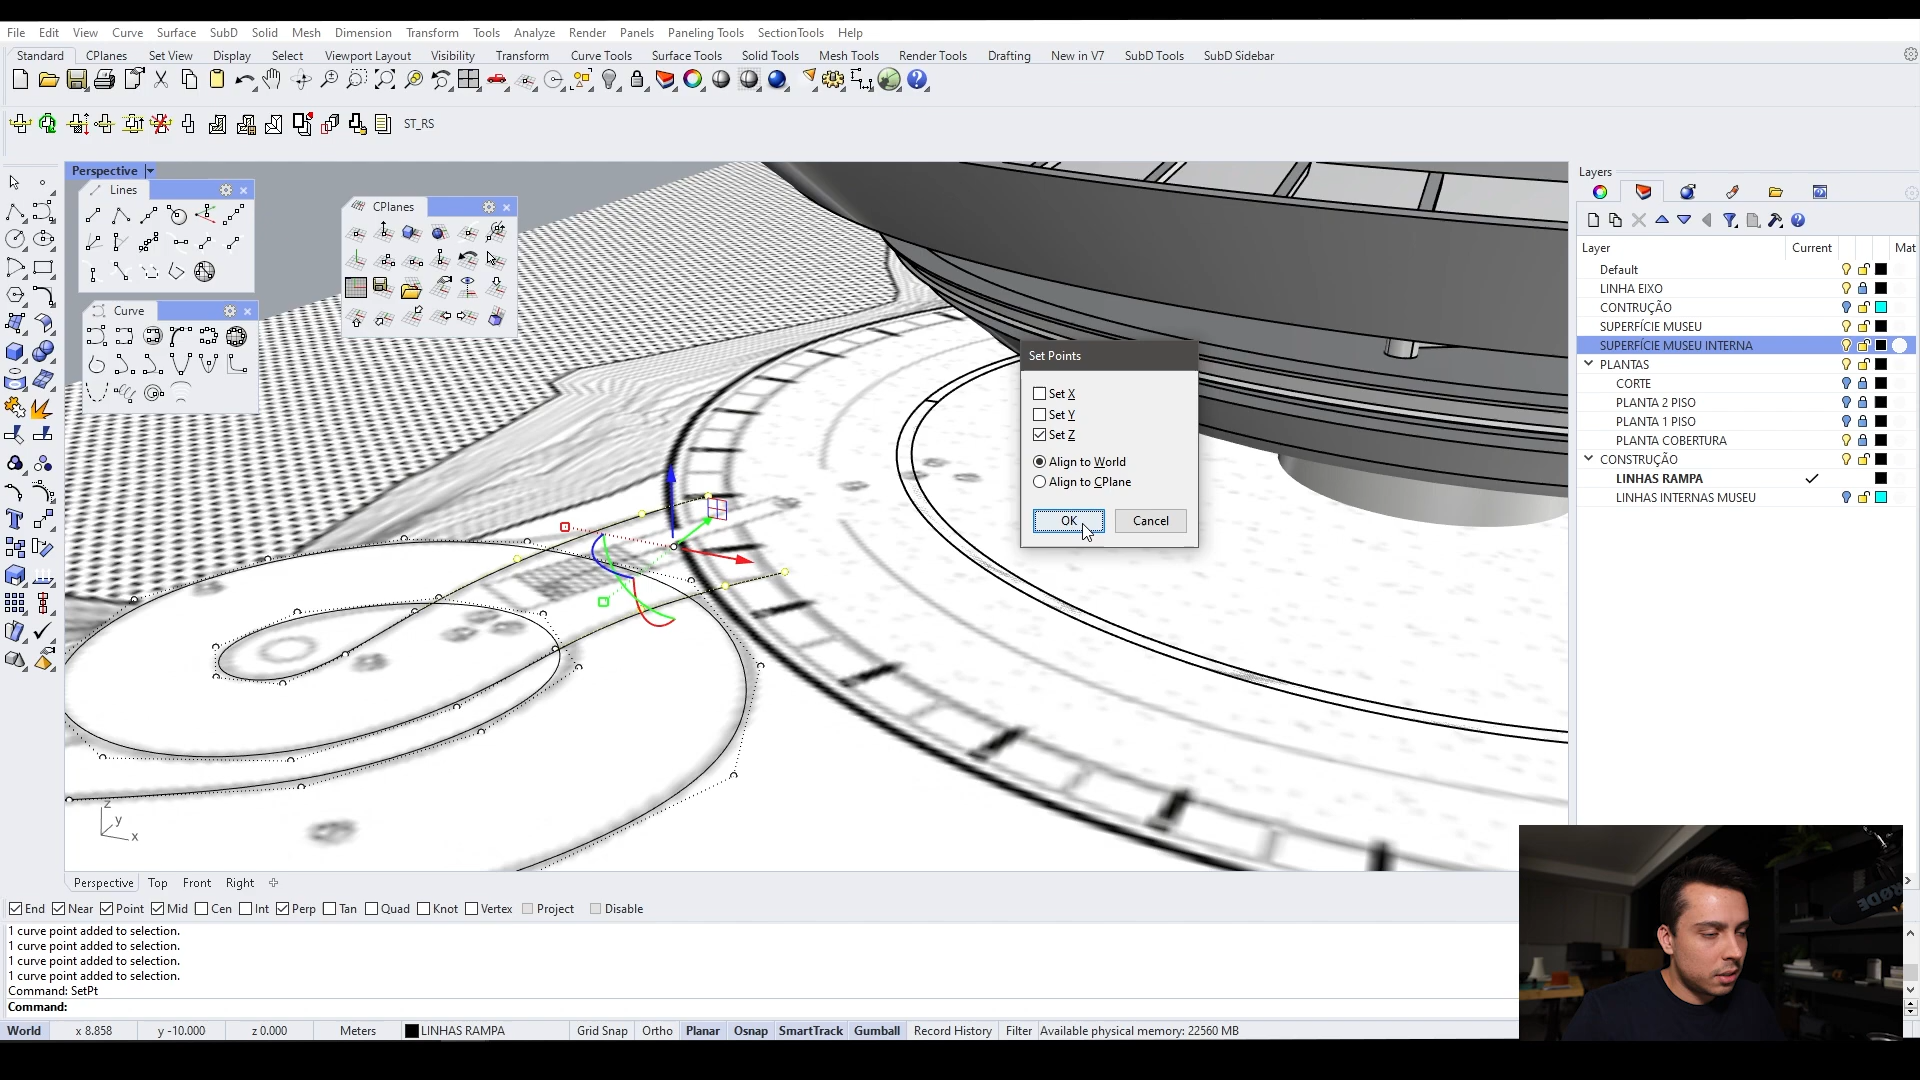 File Edit View Curve Surface SubD Solid Mesh Dimension Transform Tools Analyze Render Panels Paneling Tools SectionTools Help
Standard CPlanes Set View Display Select Viewport Layout Visibility Transform Curve Tools Surface Tools Solid Tools Mesh Tools Render Tools Drafting New in V7 SubD Tools SubD Sidebar
ST_RS
Perspective
Lines
CPlanes
Curve
Set Points
Set X
Set Y
Set Z
Align to World
Align to CPlane
OK Cancel
z
y
x
Layers
Layer Current Mat
Default
LINHA EIXO
CONTRUÇÃO
SUPERFÍCIE MUSEU
SUPERFÍCIE MUSEU INTERNA
PLANTAS
CORTE
PLANTA 2 PISO
PLANTA 1 PISO
PLANTA COBERTURA
CONSTRUÇÃO
LINHAS RAMPA
LINHAS INTERNAS MUSEU
Perspective Top Front Right
End Near Point Mid Cen Int Perp Tan Quad Knot Vertex Project Disable
1 curve point added to selection.
1 curve point added to selection.
1 curve point added to selection.
1 curve point added to selection.
Command: SetPt
Command:
World x 8.858 y -10.000 z 0.000 Meters LINHAS RAMPA Grid Snap Ortho Planar Osnap SmartTrack Gumball Record History Filter Available physical memory: 22560 MB
RØDE